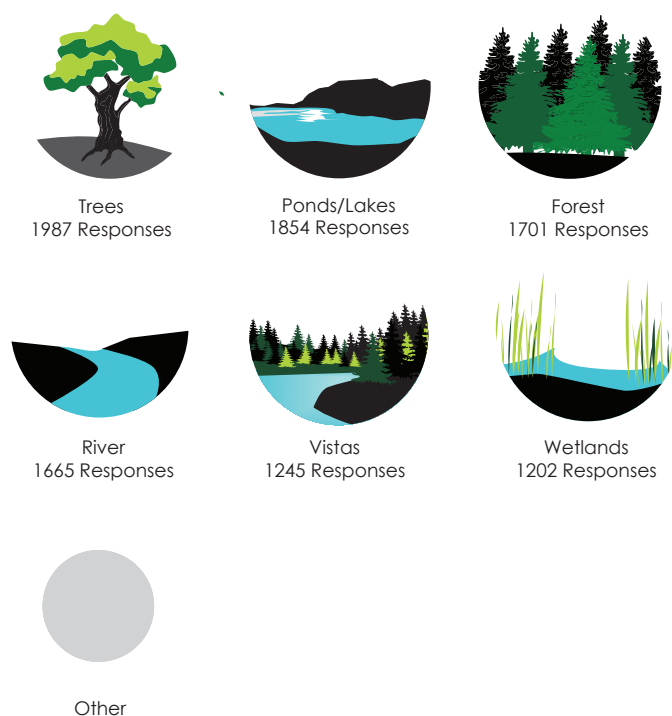 Trees
1987 Responses
Ponds/Lakes
1854 Responses
Forest
1701 Responses
River
1665 Responses
Vistas
1245 Responses
Wetlands
1202 Responses
Other